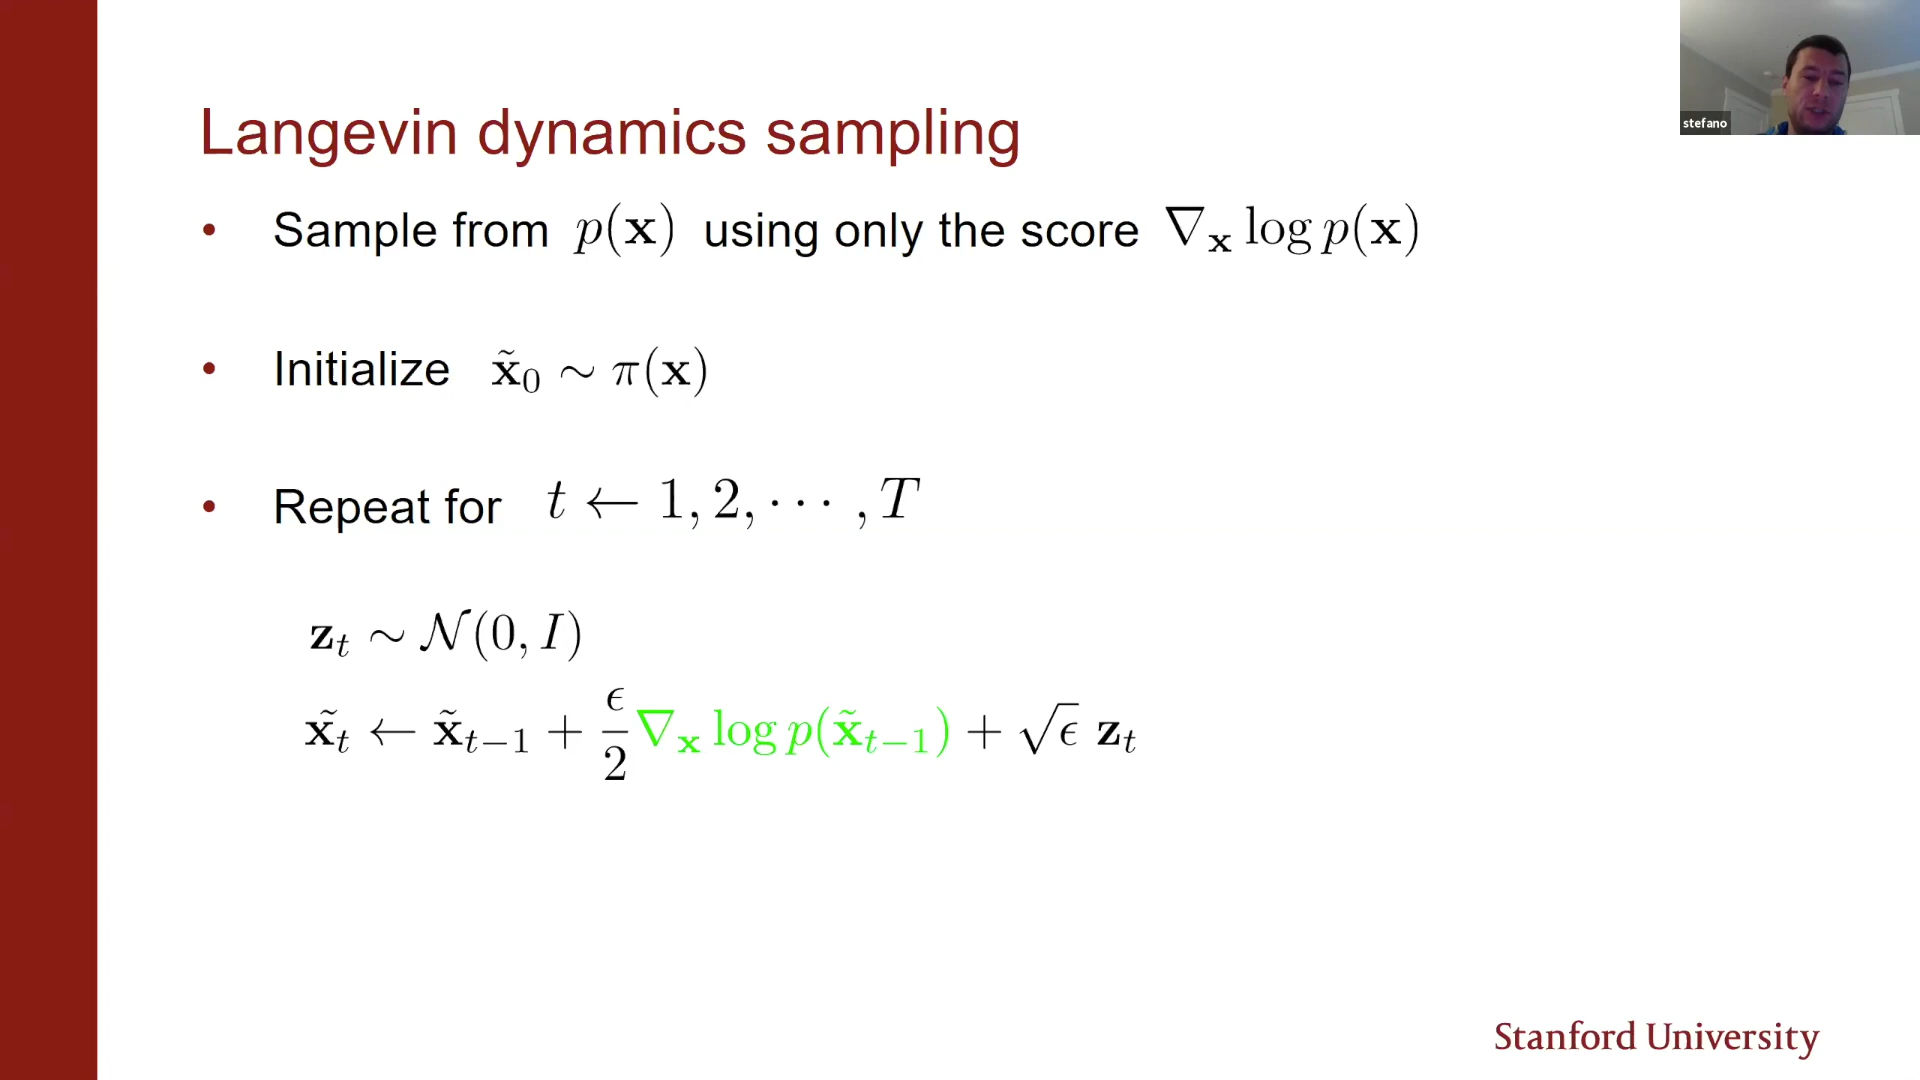 Langevin dynamics sampling
• Sample from p(𝐱) using only the score ∇𝐱 log p(𝐱)
• Initialize 𝐱̃₀ ∼ π(𝐱)
• Repeat for t ← 1, 2, ⋯ , T
𝐳ₜ ∼ 𝒩(0, I)
𝐱̃ₜ ← 𝐱̃ₜ₋₁ + ϵ/2 ∇𝐱 log p(𝐱̃ₜ₋₁) + √ϵ 𝐳ₜ
stefano
Stanford University